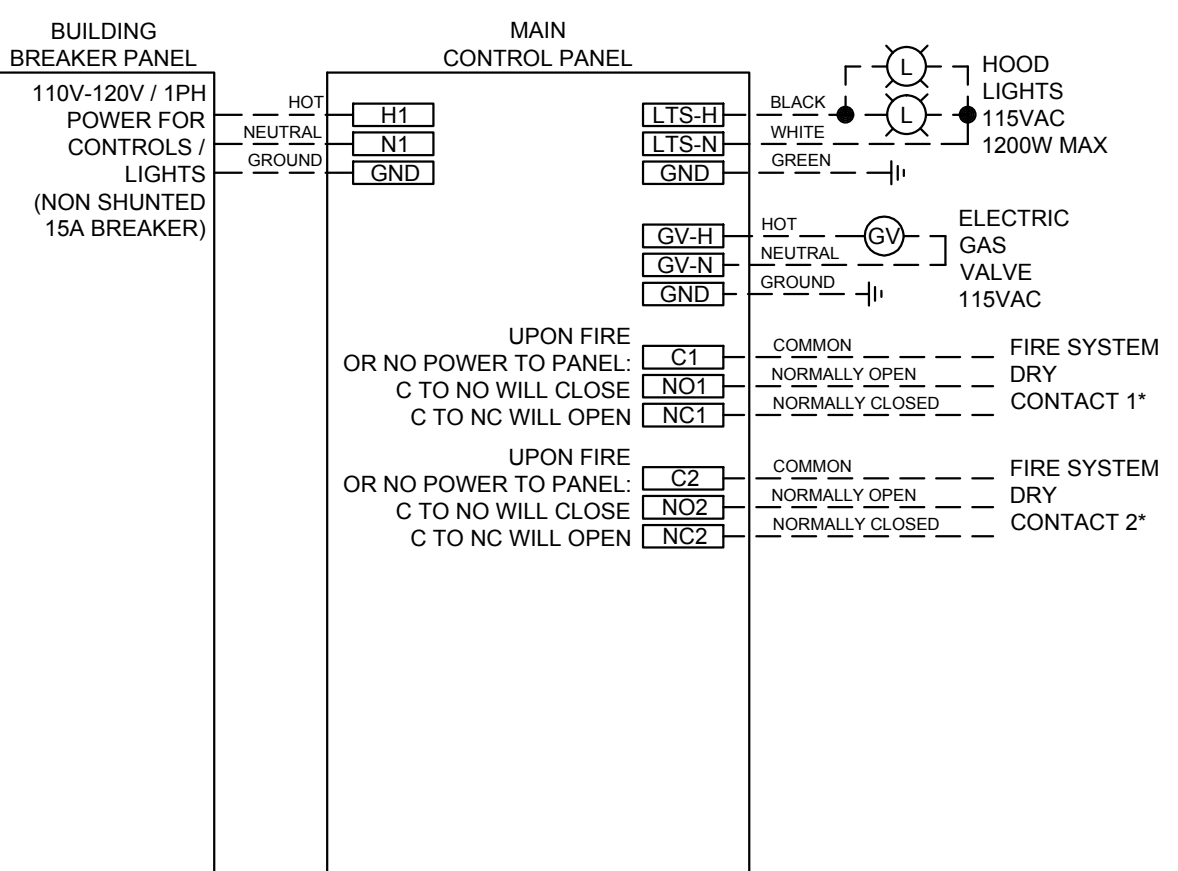 BUILDING
BREAKER PANEL
110V-120V / 1PH
POWER FOR
CONTROLS /
LIGHTS
(NON SHUNTED
15A BREAKER)
HOT
NEUTRAL
GROUND
MAIN
CONTROL PANEL
H1
N1
GND
LTS-H
LTS-N
GND
BLACK
WHITE
GREEN
L
L
HOOD
LIGHTS
115VAC
1200W MAX
GV-H
GV-N
GND
HOT
NEUTRAL
GROUND
GV
ELECTRIC
GAS
VALVE
115VAC
UPON FIRE
OR NO POWER TO PANEL:
C TO NO WILL CLOSE
C TO NC WILL OPEN
C1
NO1
NC1
COMMON
NORMALLY OPEN
NORMALLY CLOSED
FIRE SYSTEM
DRY
CONTACT 1*
UPON FIRE
OR NO POWER TO PANEL:
C TO NO WILL CLOSE
C TO NC WILL OPEN
C2
NO2
NC2
COMMON
NORMALLY OPEN
NORMALLY CLOSED
FIRE SYSTEM
DRY
CONTACT 2*